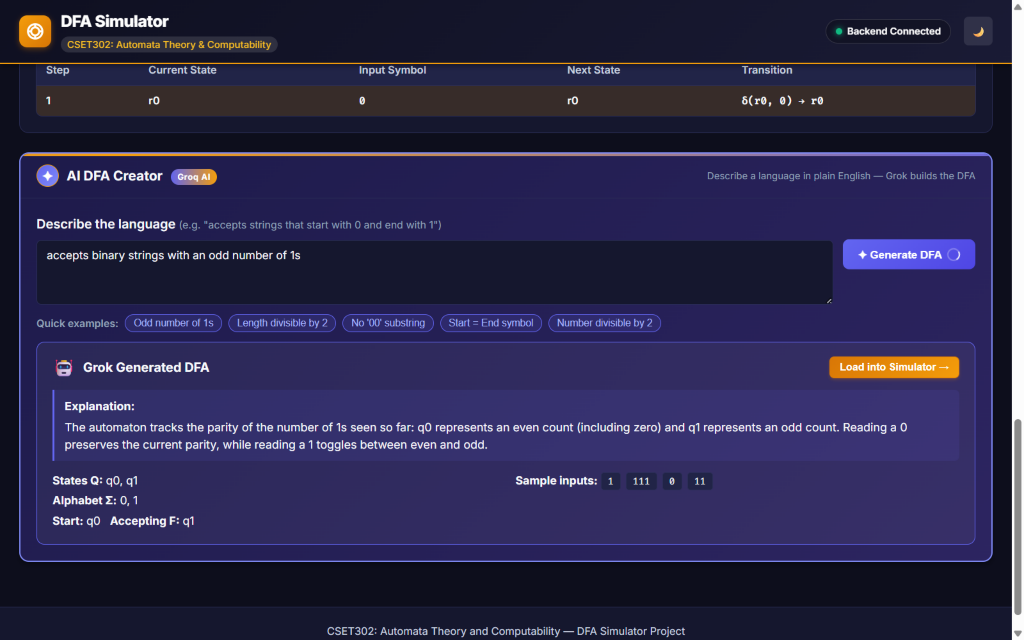 DFA Simulator
CSET302: Automata Theory & Computability
Backend Connected
Step Current State Input Symbol Next State Transition
1 r0 0 r0 δ(r0, 0) → r0
AI DFA Creator Groq AI
Describe a language in plain English — Grok builds the DFA
Describe the language (e.g. "accepts strings that start with 0 and end with 1")
accepts binary strings with an odd number of 1s
✦ Generate DFA
Quick examples: Odd number of 1s Length divisible by 2 No '00' substring Start = End symbol Number divisible by 2
Grok Generated DFA
Load into Simulator →
Explanation:
The automaton tracks the parity of the number of 1s seen so far: q0 represents an even count (including zero) and q1 represents an odd count. Reading a 0
preserves the current parity, while reading a 1 toggles between even and odd.
States Q: q0, q1
Alphabet Σ: 0, 1
Start: q0 Accepting F: q1
Sample inputs: 1 111 0 11
CSET302: Automata Theory and Computability — DFA Simulator Project